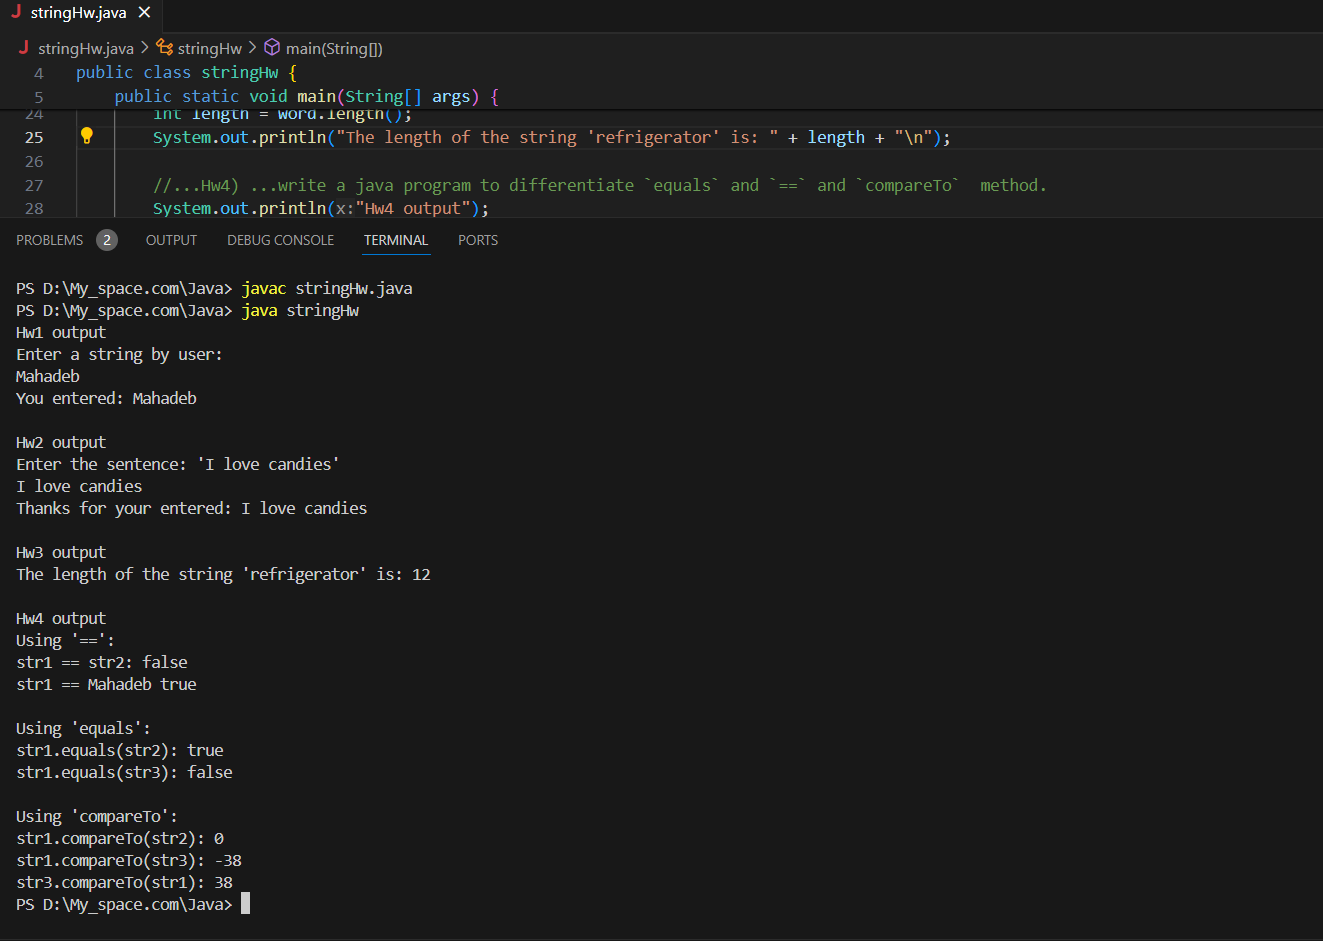 stringHw.java
stringHw.java > stringHw > main(String[])
4 public class stringHw {
5 public static void main(String[] args) {
24 int length = word.length();
25 System.out.println("The length of the string 'refrigerator' is: " + length + "\n");
26
27 //...Hw4) ...write a java program to differentiate `equals` and `==` and `compareTo`  method.
28 System.out.println(x:"Hw4 output");
PROBLEMS 2 OUTPUT DEBUG CONSOLE TERMINAL PORTS
PS D:\My_space.com\Java> javac stringHw.java
PS D:\My_space.com\Java> java stringHw
Hw1 output
Enter a string by user:
Mahadeb
You entered: Mahadeb
Hw2 output
Enter the sentence: 'I love candies'
I love candies
Thanks for your entered: I love candies
Hw3 output
The length of the string 'refrigerator' is: 12
Hw4 output
Using '==':
str1 == str2: false
str1 == Mahadeb true
Using 'equals':
str1.equals(str2): true
str1.equals(str3): false
Using 'compareTo':
str1.compareTo(str2): 0
str1.compareTo(str3): -38
str3.compareTo(str1): 38
PS D:\My_space.com\Java>